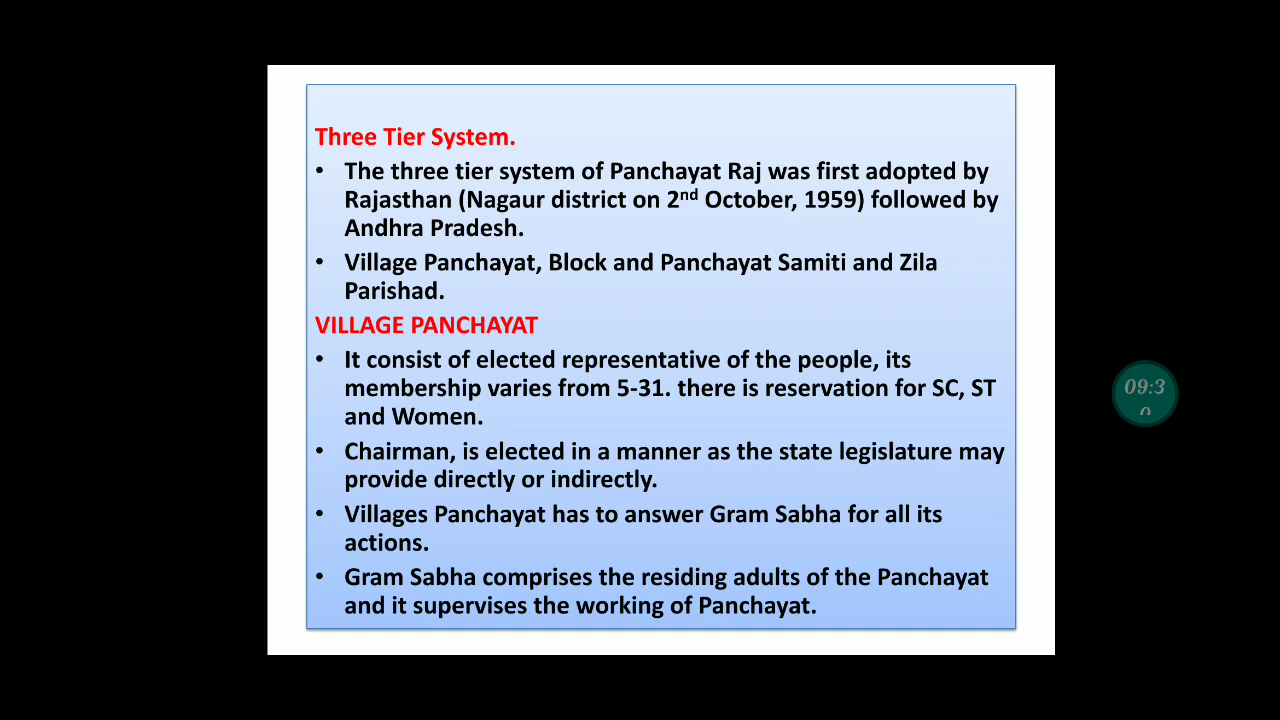 Three Tier System.
• The three tier system of Panchayat Raj was first adopted by
Rajasthan (Nagaur district on 2nd October, 1959) followed by
Andhra Pradesh.
• Village Panchayat, Block and Panchayat Samiti and Zila
Parishad.
VILLAGE PANCHAYAT
• It consist of elected representative of the people, its
membership varies from 5-31. there is reservation for SC, ST
and Women.
• Chairman, is elected in a manner as the state legislature may
provide directly or indirectly.
• Villages Panchayat has to answer Gram Sabha for all its
actions.
• Gram Sabha comprises the residing adults of the Panchayat
and it supervises the working of Panchayat.
09:3